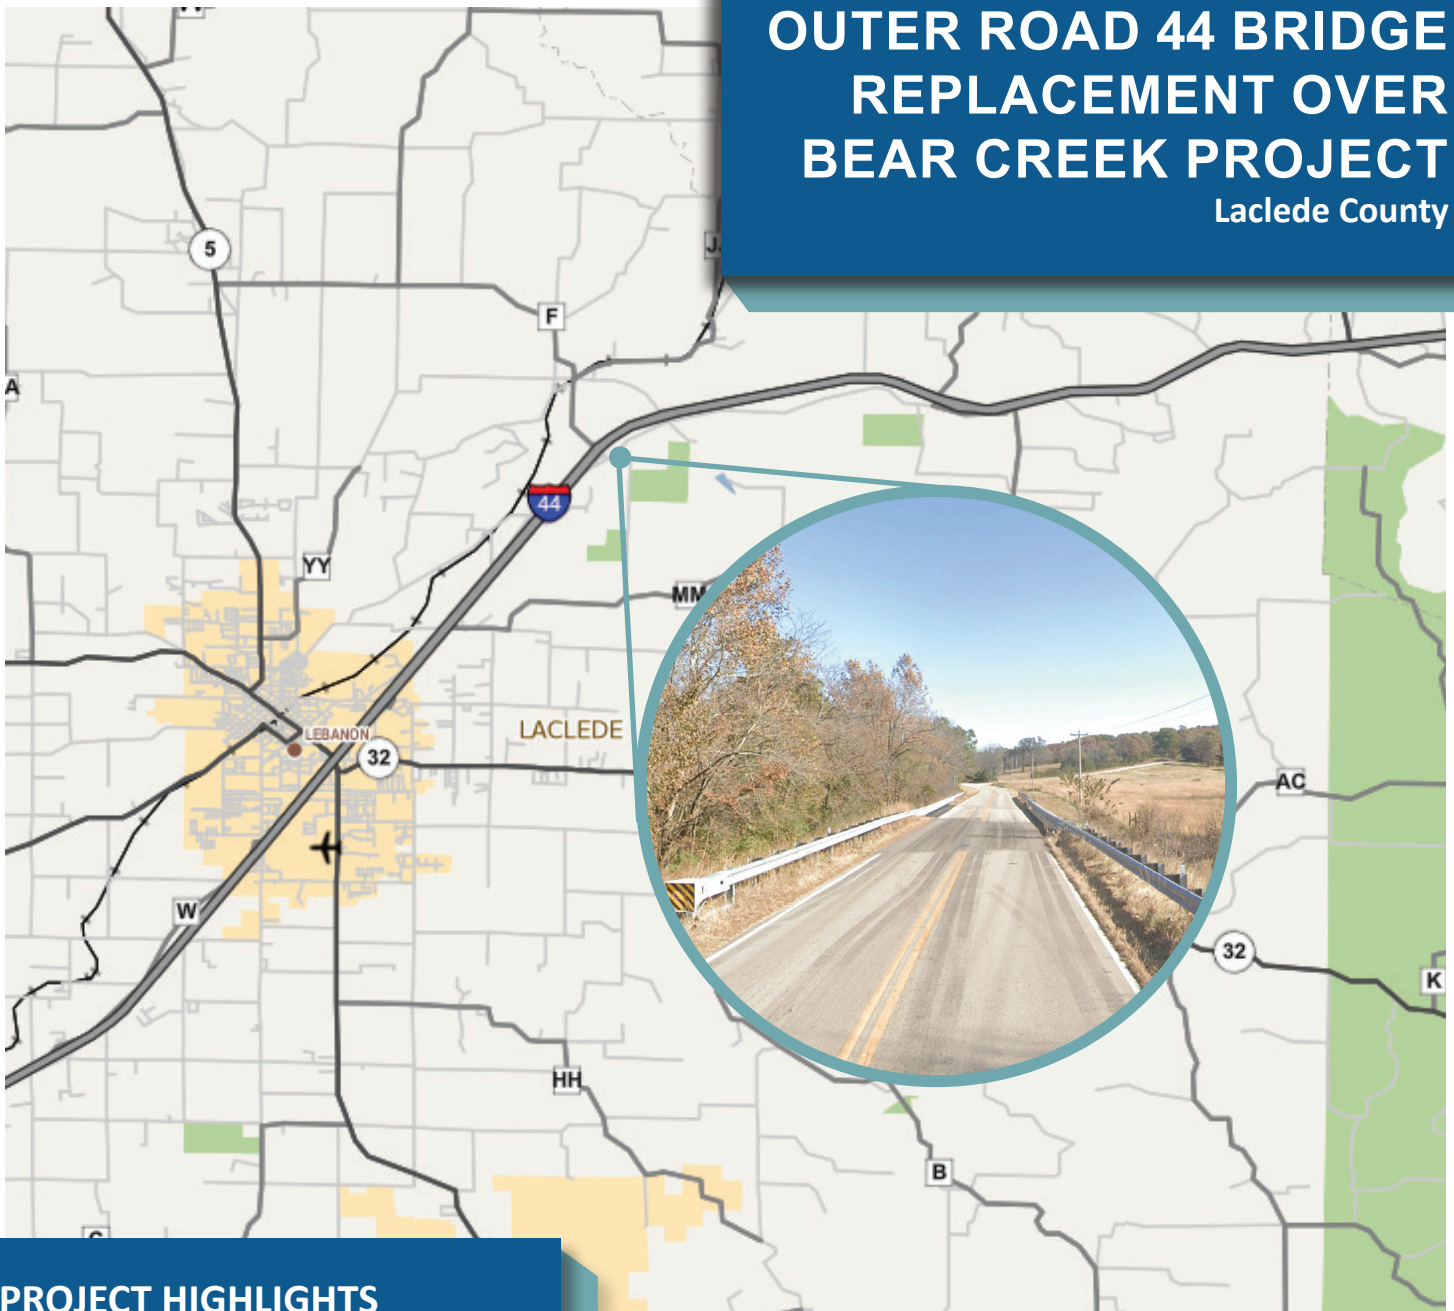 OUTER ROAD 44 BRIDGE
REPLACEMENT OVER
BEAR CREEK PROJECT
Laclede County
5
F
A
44
YY
MM
LACLEDE
LEBANON
32
AC
W
32
K
HH
B
PROJECT HIGHLIGHTS